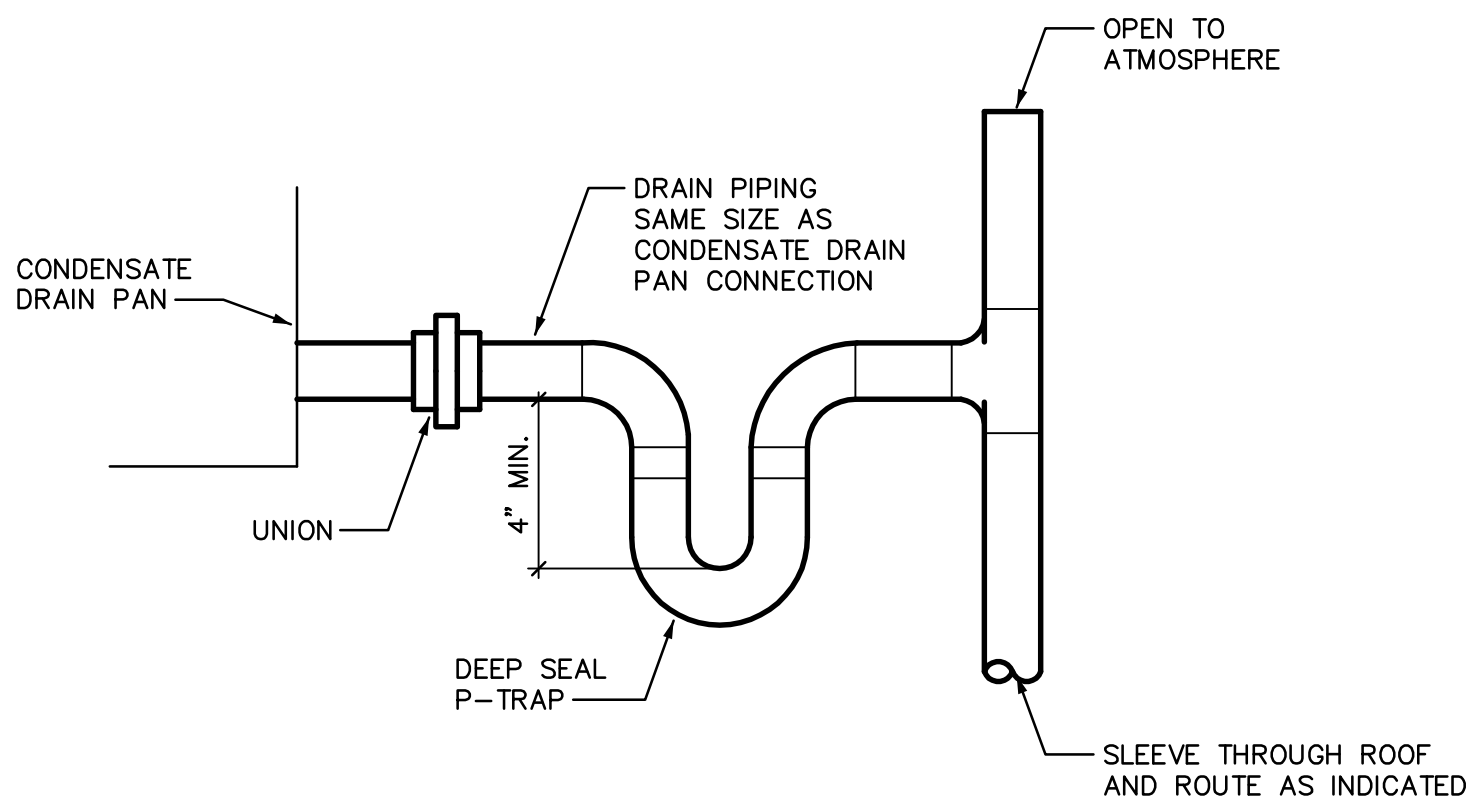 OPEN TO
ATMOSPHERE
DRAIN PIPING
SAME SIZE AS
CONDENSATE DRAIN
PAN CONNECTION
CONDENSATE
DRAIN PAN
4" MIN.
UNION
DEEP SEAL
P-TRAP
SLEEVE THROUGH ROOF
AND ROUTE AS INDICATED